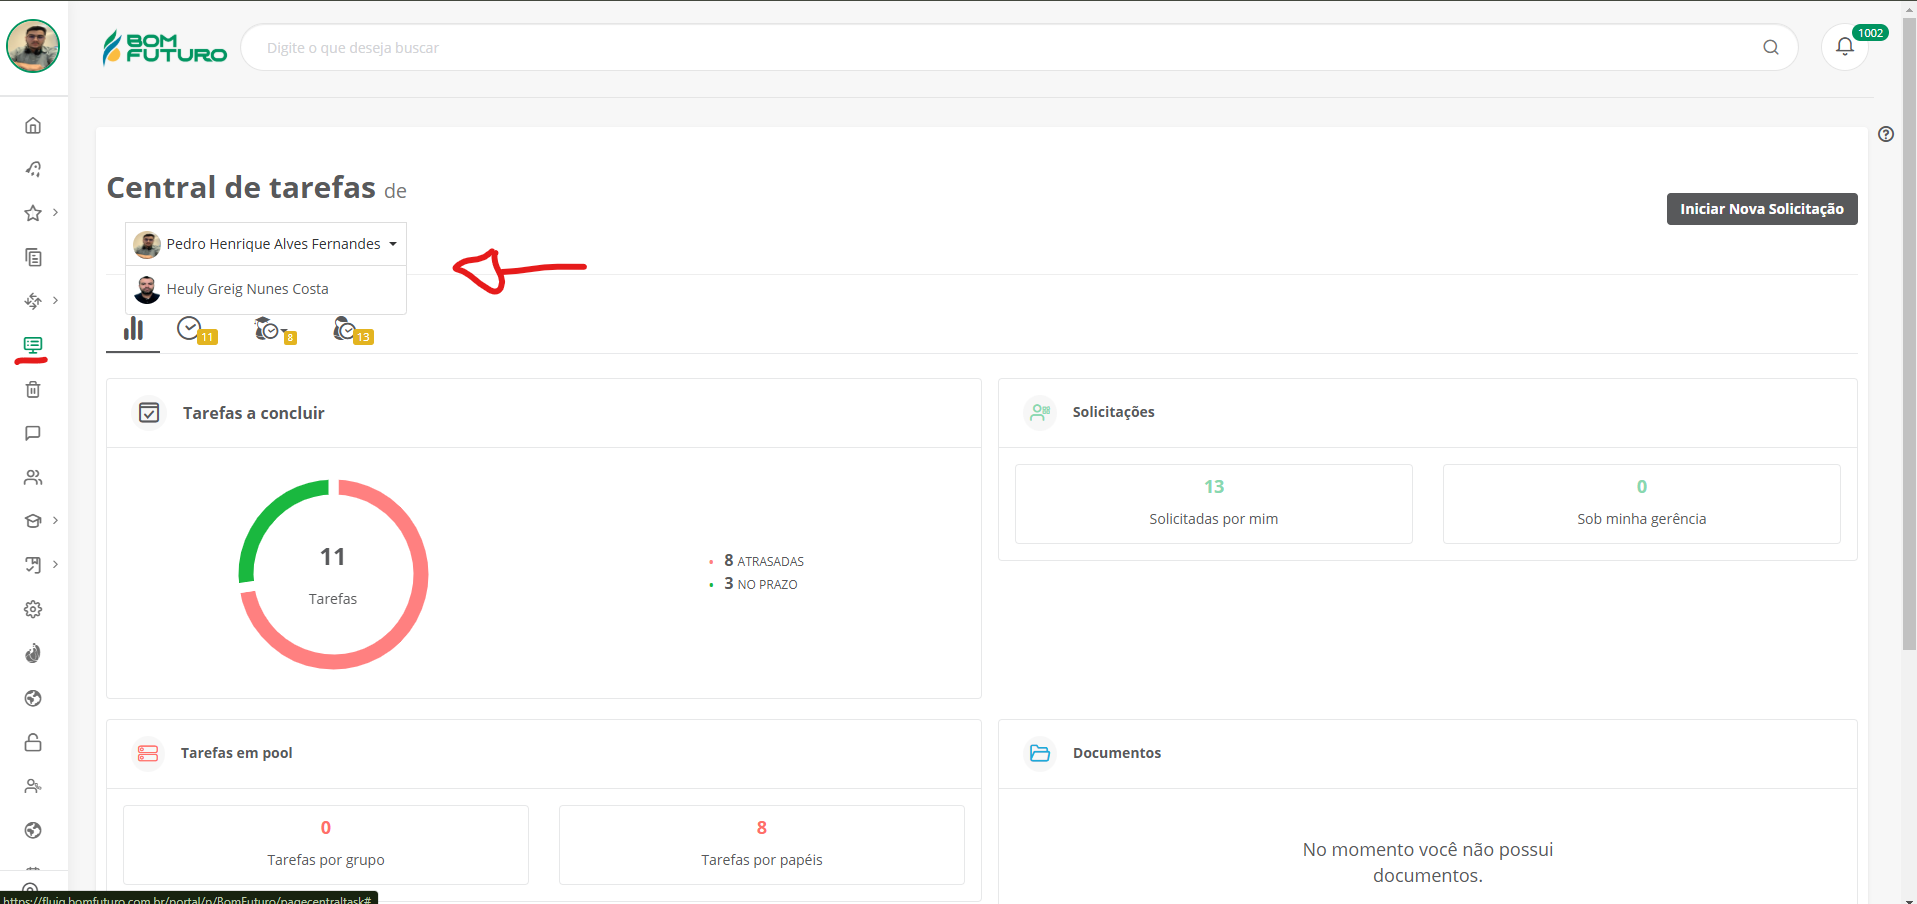 BOM
FUTURO
Digite o que deseja buscar
1002
Central de tarefas de
Iniciar Nova Solicitação
Pedro Henrique Alves Fernandes
Heuly Greig Nunes Costa
11
8
13
Tarefas a concluir
11
Tarefas
8 ATRASADAS
3 NO PRAZO
Solicitações
13
Solicitadas por mim
0
Sob minha gerência
Tarefas em pool
0
Tarefas por grupo
8
Tarefas por papéis
Documentos
No momento você não possui
documentos.
https://fluig.bomfuturo.com.br/portal/p/BomFuturo/pagecentraltask#